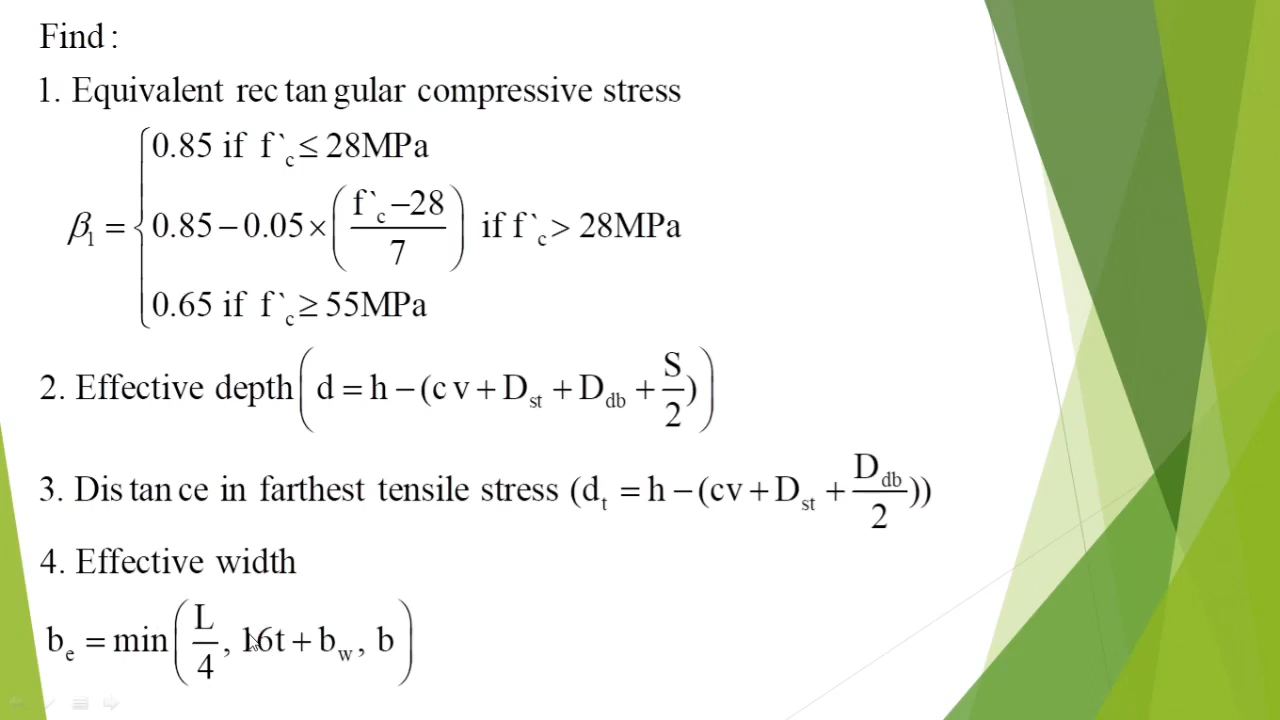 Find :
1. Equivalent rec tan gular compressive stress
0.85 if f`c ≤ 28MPa
β1 = { 0.85 − 0.05 × ( (f`c −28) / 7 ) if f`c > 28MPa
0.65 if f`c ≥ 55MPa
2. Effective depth ( d = h − (c v + Dst + Ddb + S/2) )
3. Dis tan ce in farthest tensile stress (dt = h − (cv + Dst + Ddb/2))
4. Effective width
be = min ( L/4 , 16t + bw , b )